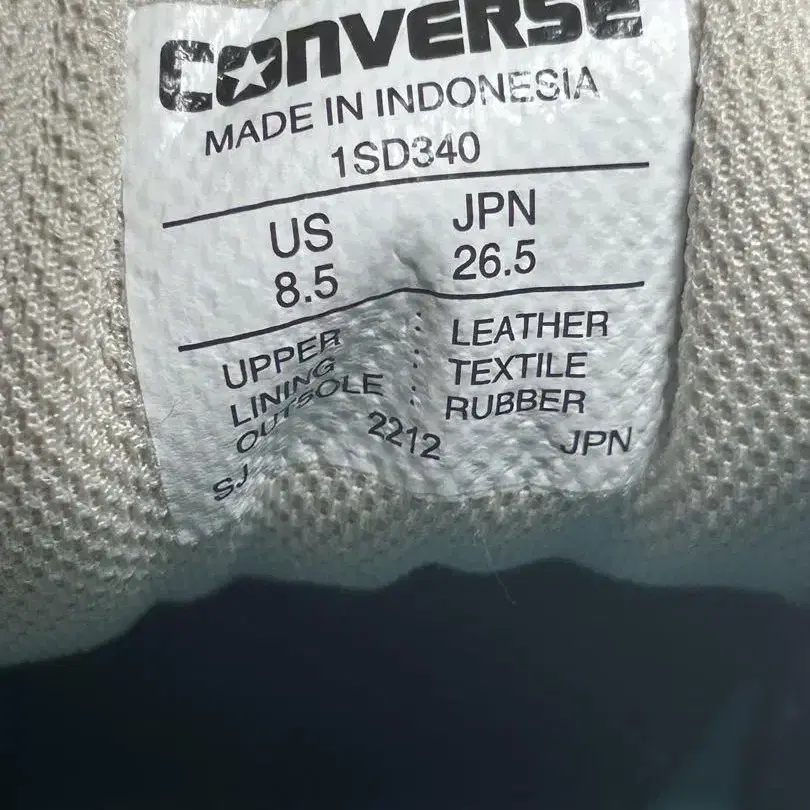 CONVERSE
MADE IN INDONESIA
1SD340
US JPN
8.5 26.5
UPPER : LEATHER
LINING : TEXTILE
OUTSOLE : RUBBER
SJ 2212 JPN